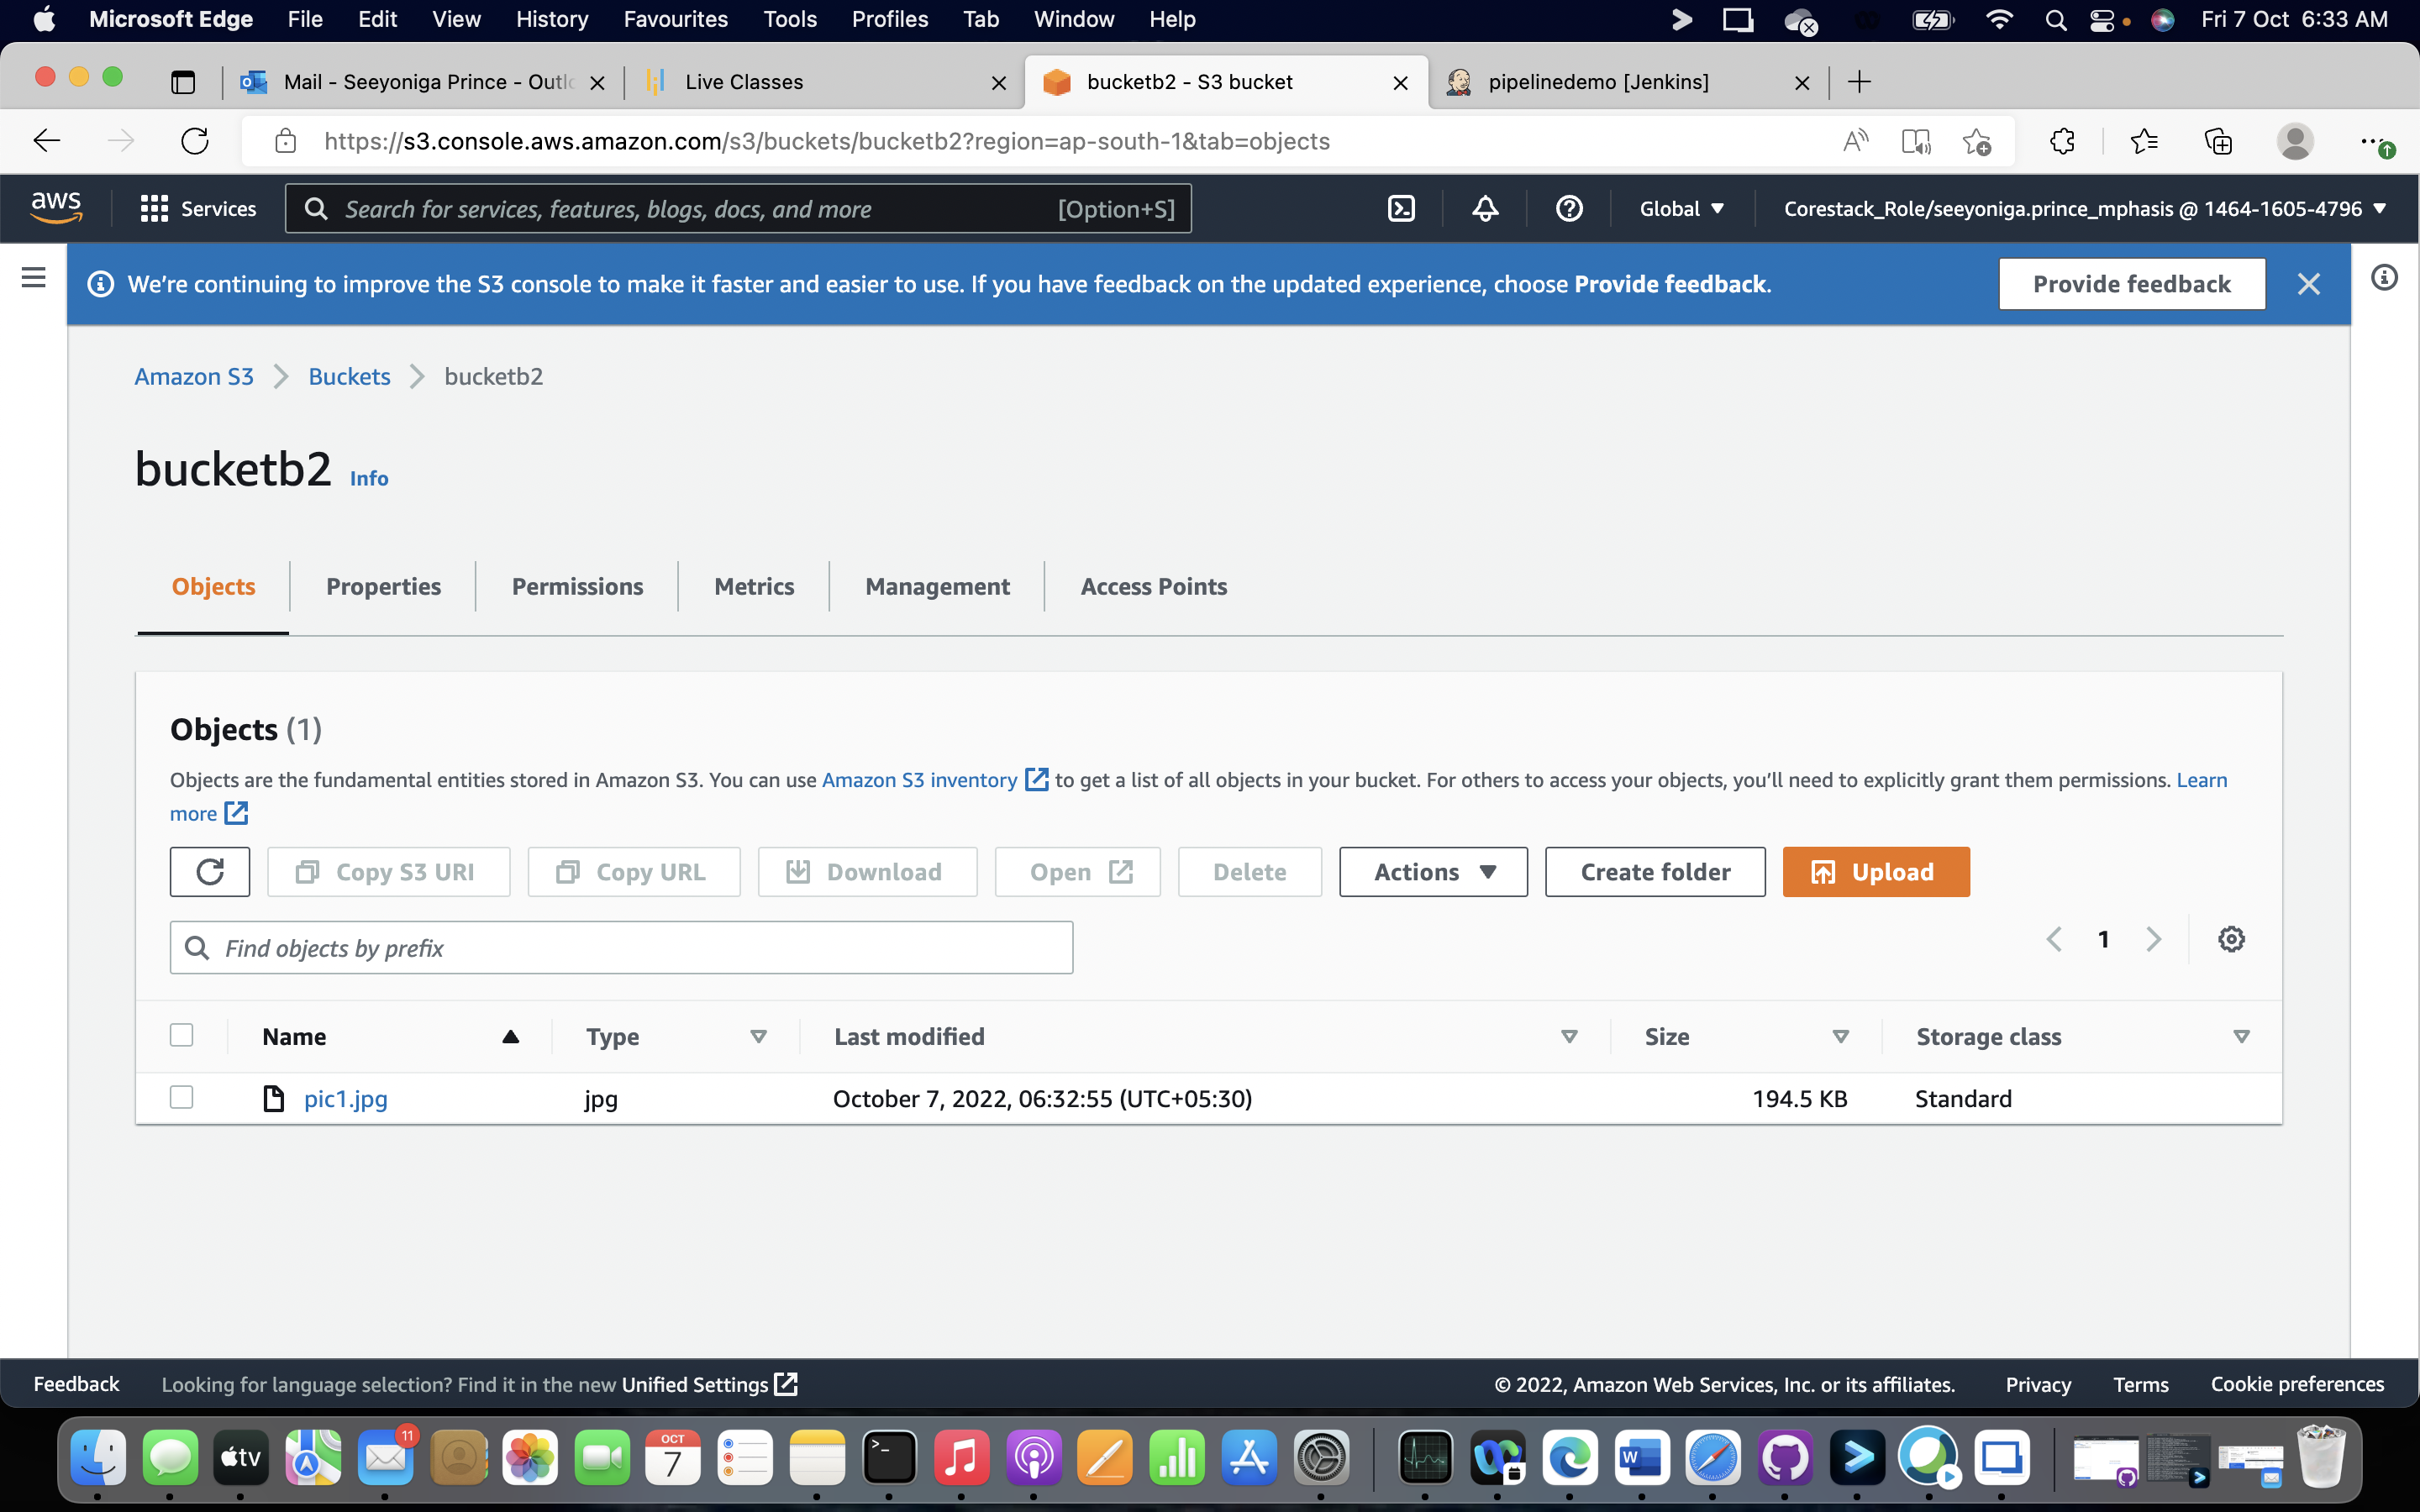 Microsoft Edge File Edit View History Favourites Tools Profiles Tab Window Help Fri 7 Oct 6:33 AM
Mail - Seeyoniga Prince - Outlo Live Classes bucketb2 - S3 bucket pipelinedemo [Jenkins]
https://s3.console.aws.amazon.com/s3/buckets/bucketb2?region=ap-south-1&tab=objects
aws Services Search for services, features, blogs, docs, and more [Option+S] Global Corestack_Role/seeyoniga.prince_mphasis @ 1464-1605-4796
We're continuing to improve the S3 console to make it faster and easier to use. If you have feedback on the updated experience, choose Provide feedback. Provide feedback
Amazon S3 Buckets bucketb2
bucketb2 Info
Objects Properties Permissions Metrics Management Access Points
Objects (1)
Objects are the fundamental entities stored in Amazon S3. You can use Amazon S3 inventory to get a list of all objects in your bucket. For others to access your objects, you'll need to explicitly grant them permissions. Learn
more
Copy S3 URI Copy URL Download Open Delete Actions Create folder Upload
Find objects by prefix 1
Name Type Last modified Size Storage class
pic1.jpg jpg October 7, 2022, 06:32:55 (UTC+05:30) 194.5 KB Standard
Feedback Looking for language selection? Find it in the new Unified Settings © 2022, Amazon Web Services, Inc. or its affiliates. Privacy Terms Cookie preferences
tv 11 OCT 7 W